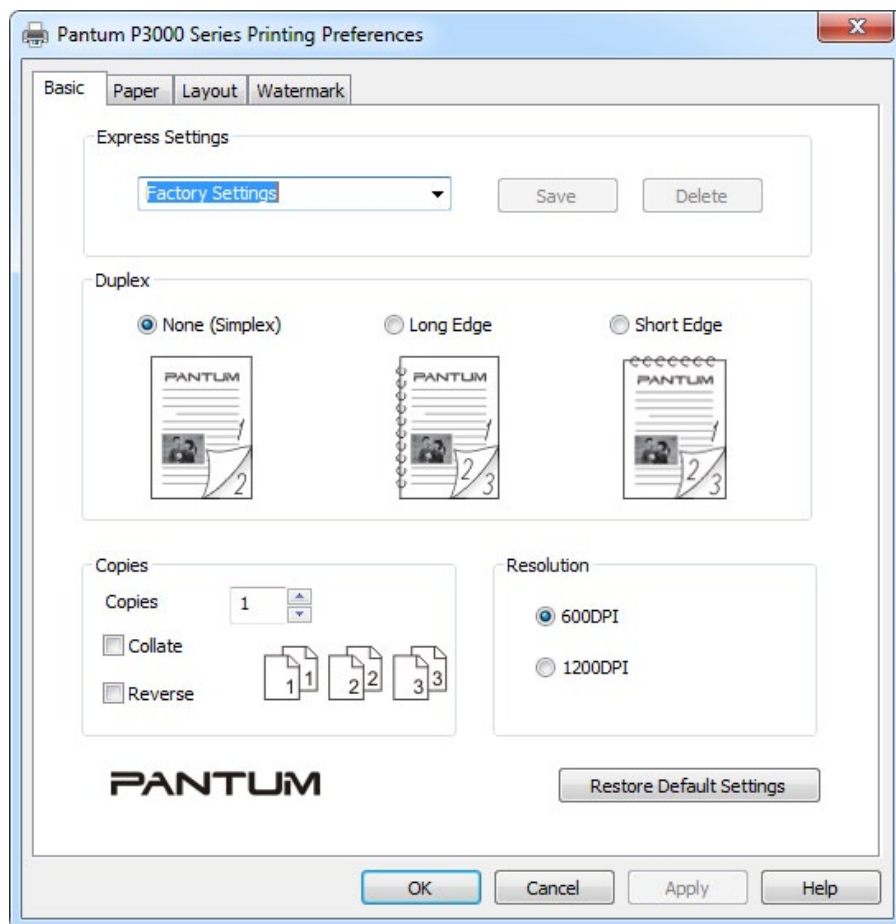 Pantum P3000 Series Printing Preferences
Basic Paper Layout Watermark
Express Settings
Factory Settings Save Delete
Duplex
None (Simplex) Long Edge Short Edge
PANTUM PANTUM PANTUM
1 1 1
2 2 3 2 3
Copies Resolution
Copies 1
600DPI
Collate
1 1 2 2 3 3
1200DPI
Reverse
PANTUM
Restore Default Settings
OK Cancel Apply Help